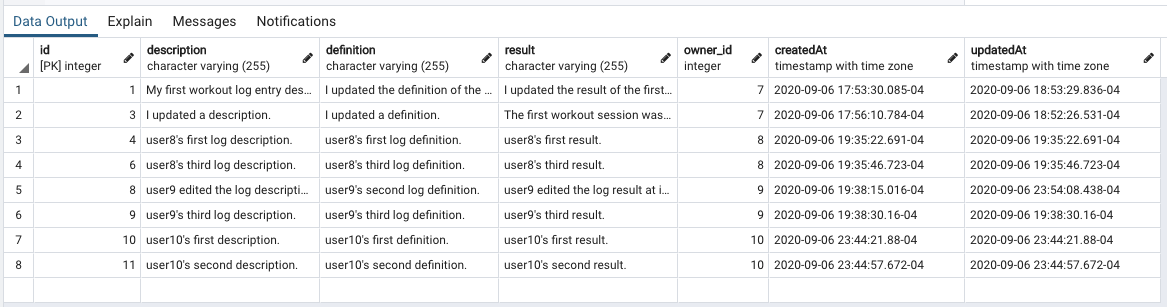 Data Output Explain Messages Notifications
id description definition result owner_id createdAt updatedAt
[PK] integer character varying (255) character varying (255) character varying (255) integer timestamp with time zone timestamp with time zone
1 1 My first workout log entry des... I updated the definition of the ... I updated the result of the first... 7 2020-09-06 17:53:30.085-04 2020-09-06 18:53:29.836-04
2 3 I updated a description. I updated a definition. The first workout session was... 7 2020-09-06 17:56:10.784-04 2020-09-06 18:52:26.531-04
3 4 user8's first log description. user8's first log definition. user8's first result. 8 2020-09-06 19:35:22.691-04 2020-09-06 19:35:22.691-04
4 6 user8's third log description. user8's third log definition. user8's third result. 8 2020-09-06 19:35:46.723-04 2020-09-06 19:35:46.723-04
5 8 user9 edited the log descripti... user9's second log definition. user9 edited the log result at i... 9 2020-09-06 19:38:15.016-04 2020-09-06 23:54:08.438-04
6 9 user9's third log description. user9's third log definition. user9's third result. 9 2020-09-06 19:38:30.16-04 2020-09-06 19:38:30.16-04
7 10 user10's first description. user10's first definition. user10's first result. 10 2020-09-06 23:44:21.88-04 2020-09-06 23:44:21.88-04
8 11 user10's second description. user10's second definition. user10's second result. 10 2020-09-06 23:44:57.672-04 2020-09-06 23:44:57.672-04